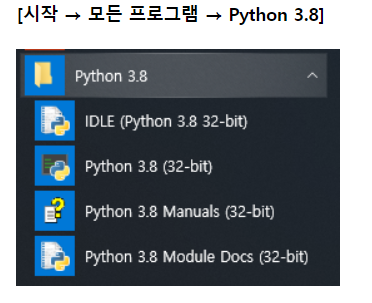 [시작 → 모든 프로그램 → Python 3.8]
Python 3.8
IDLE (Python 3.8 32-bit)
Python 3.8 (32-bit)
Python 3.8 Manuals (32-bit)
Python 3.8 Module Docs (32-bit)